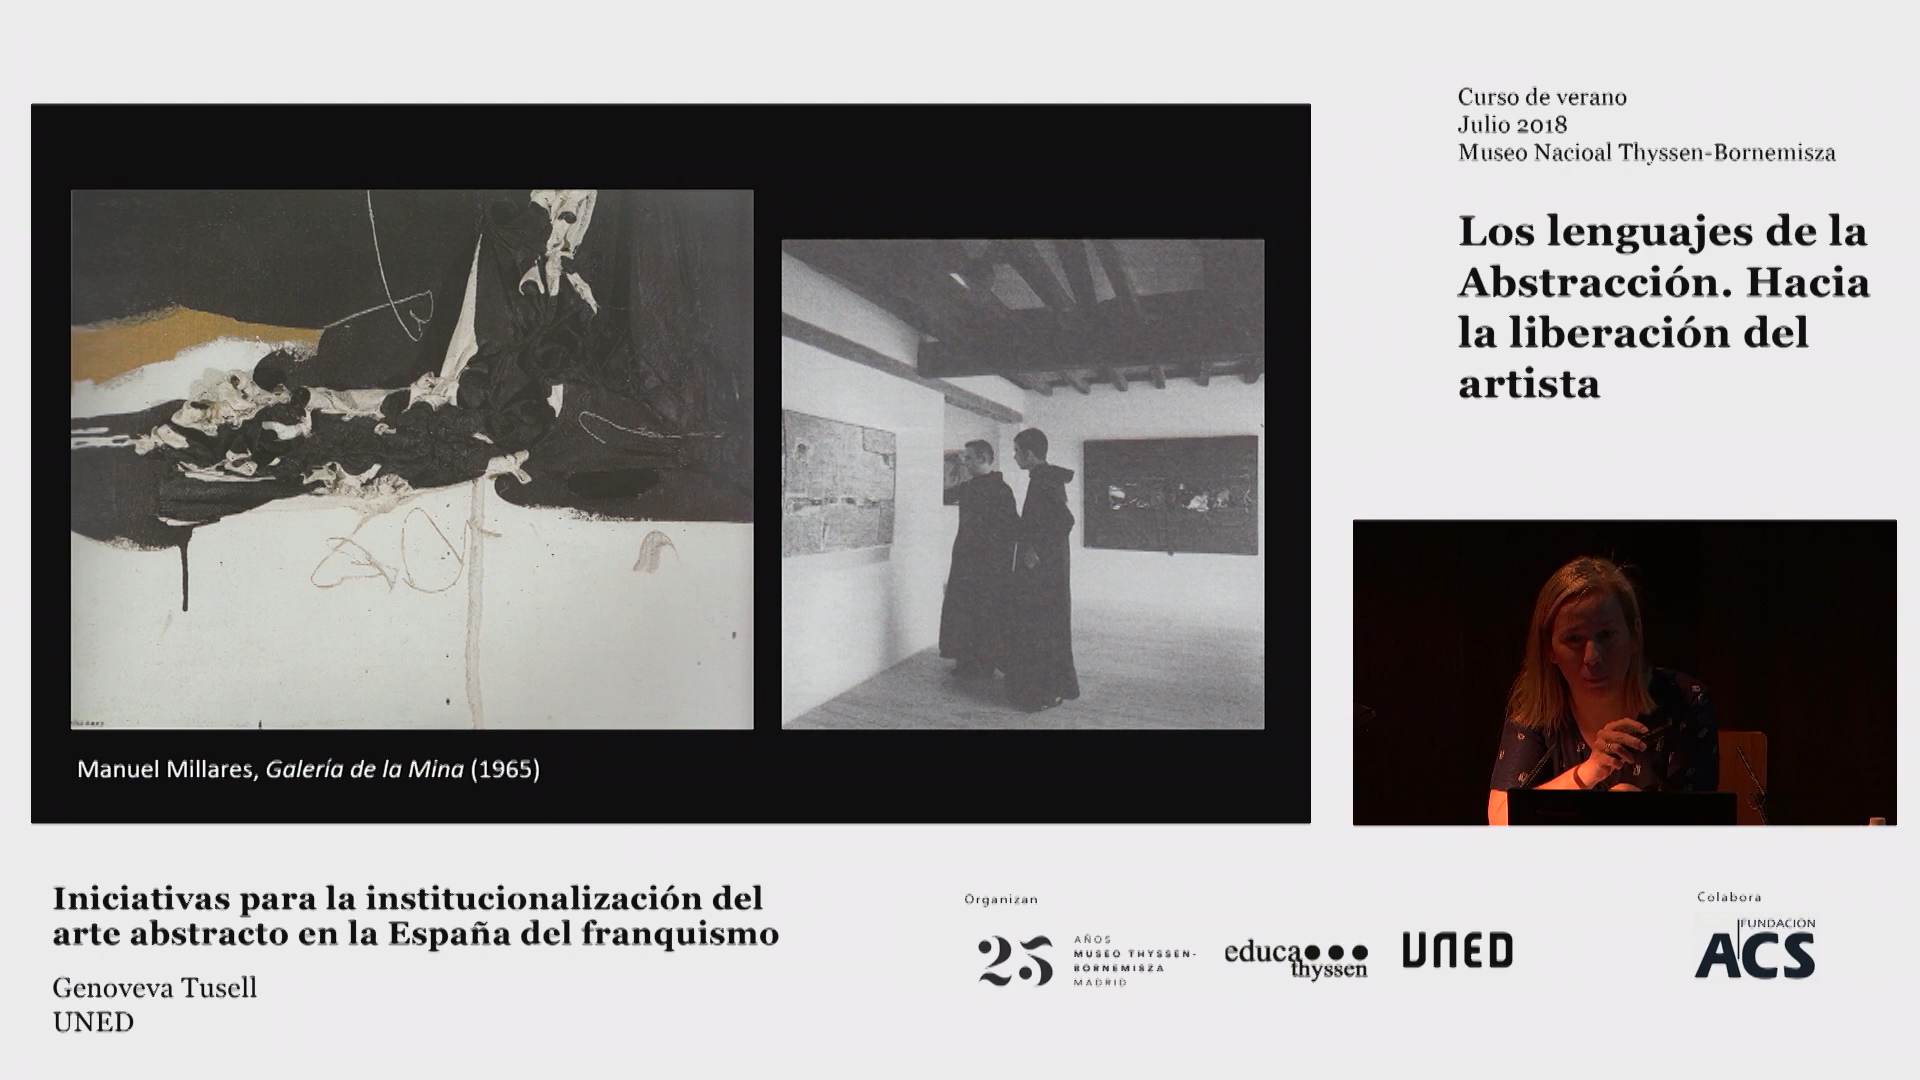 Curso de verano
Julio 2018
Museo Nacioal Thyssen-Bornemisza
Los lenguajes de la
Abstracción. Hacia
la liberación del
artista
Manuel Millares, Galería de la Mina (1965)
Iniciativas para la institucionalización del
arte abstracto en la España del franquismo
Genoveva Tusell
UNED
Organizan
25
AÑOS
MUSEO THYSSEN-
BORNEMISZA
MADRID
educa
thyssen
UNED
Colabora
FUNDACIÓN
ACS